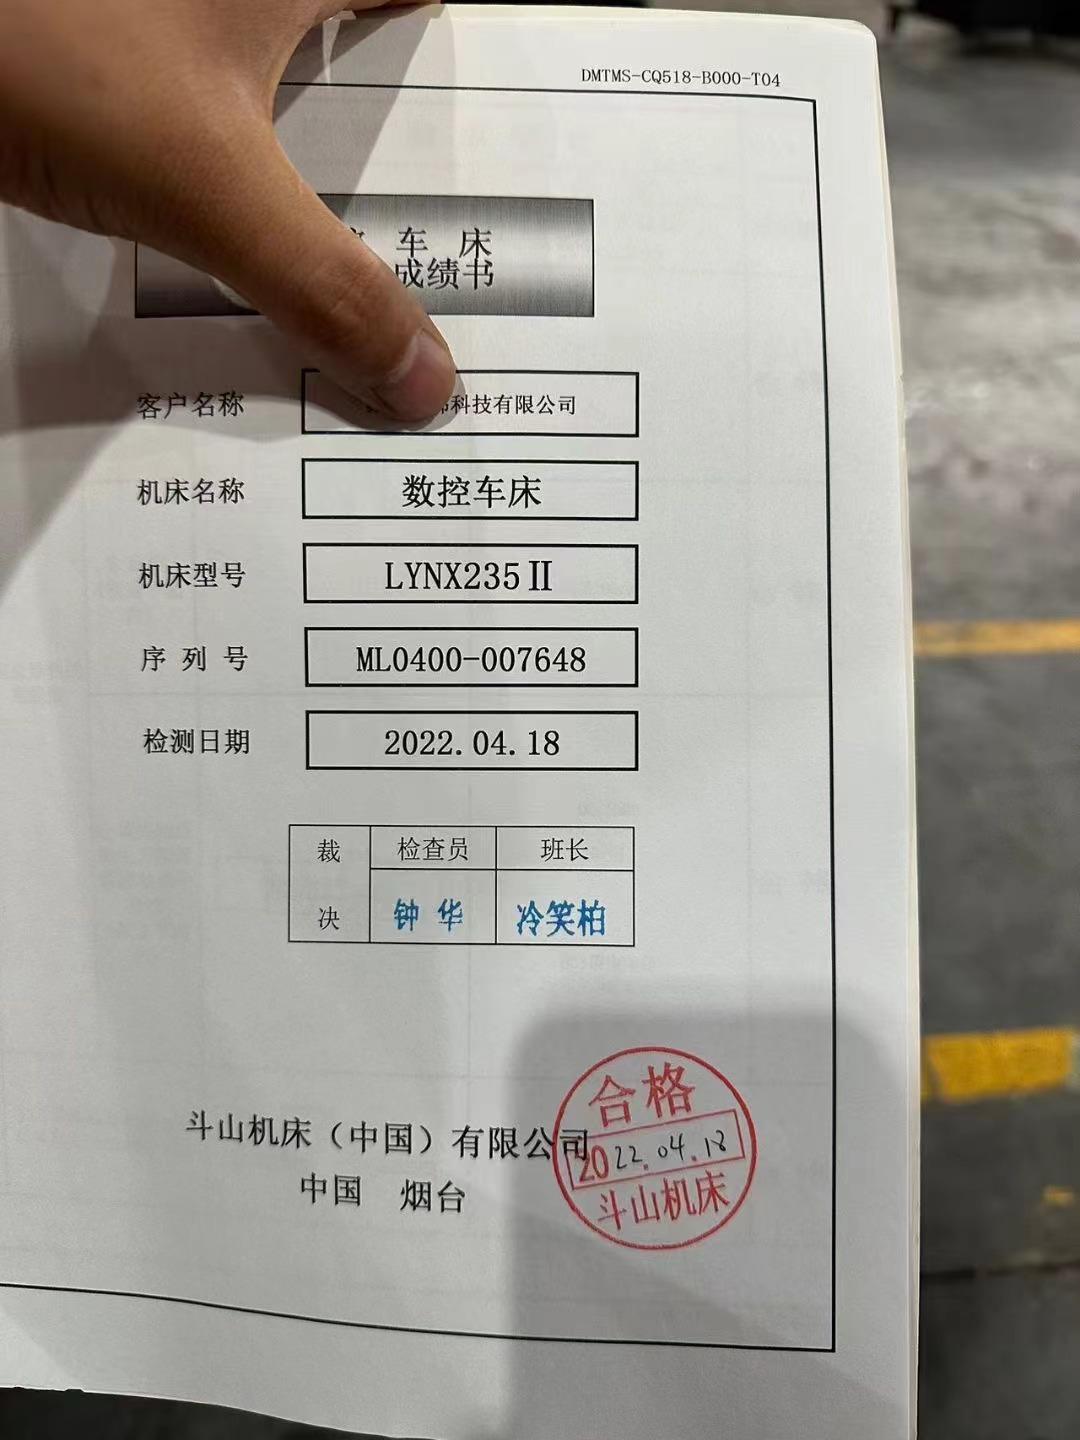 DMTMS-CQ518-B000-T04
车 床
成绩书
客户名称
科技有限公司
机床名称
数控车床
机床型号
LYNX235Ⅱ
序 列 号
ML0400-007648
检测日期
2022.04.18
裁决
检查员
班长
钟 华
冷笑柏
斗山机床（中国）有限公司
中国 烟台
合格
2022.04.18
斗山机床